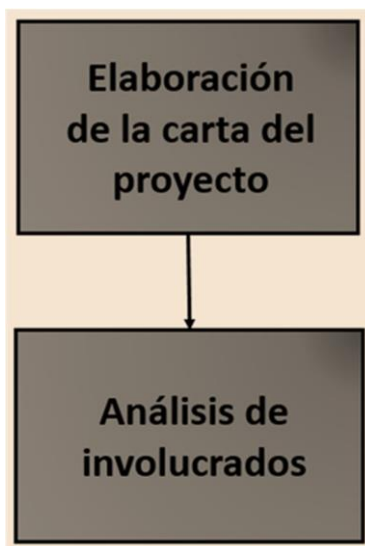 Elaboración
de la carta del
proyecto
Análisis de
involucrados